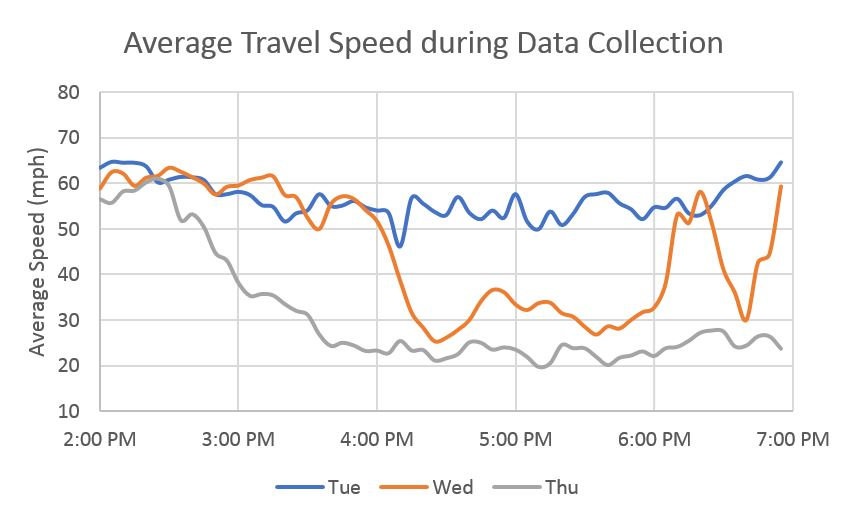 Average Travel Speed during Data Collection
Average Speed (mph)
80
70
60
50
40
30
20
10
2:00 PM 3:00 PM 4:00 PM 5:00 PM 6:00 PM 7:00 PM
Tue Wed Thu